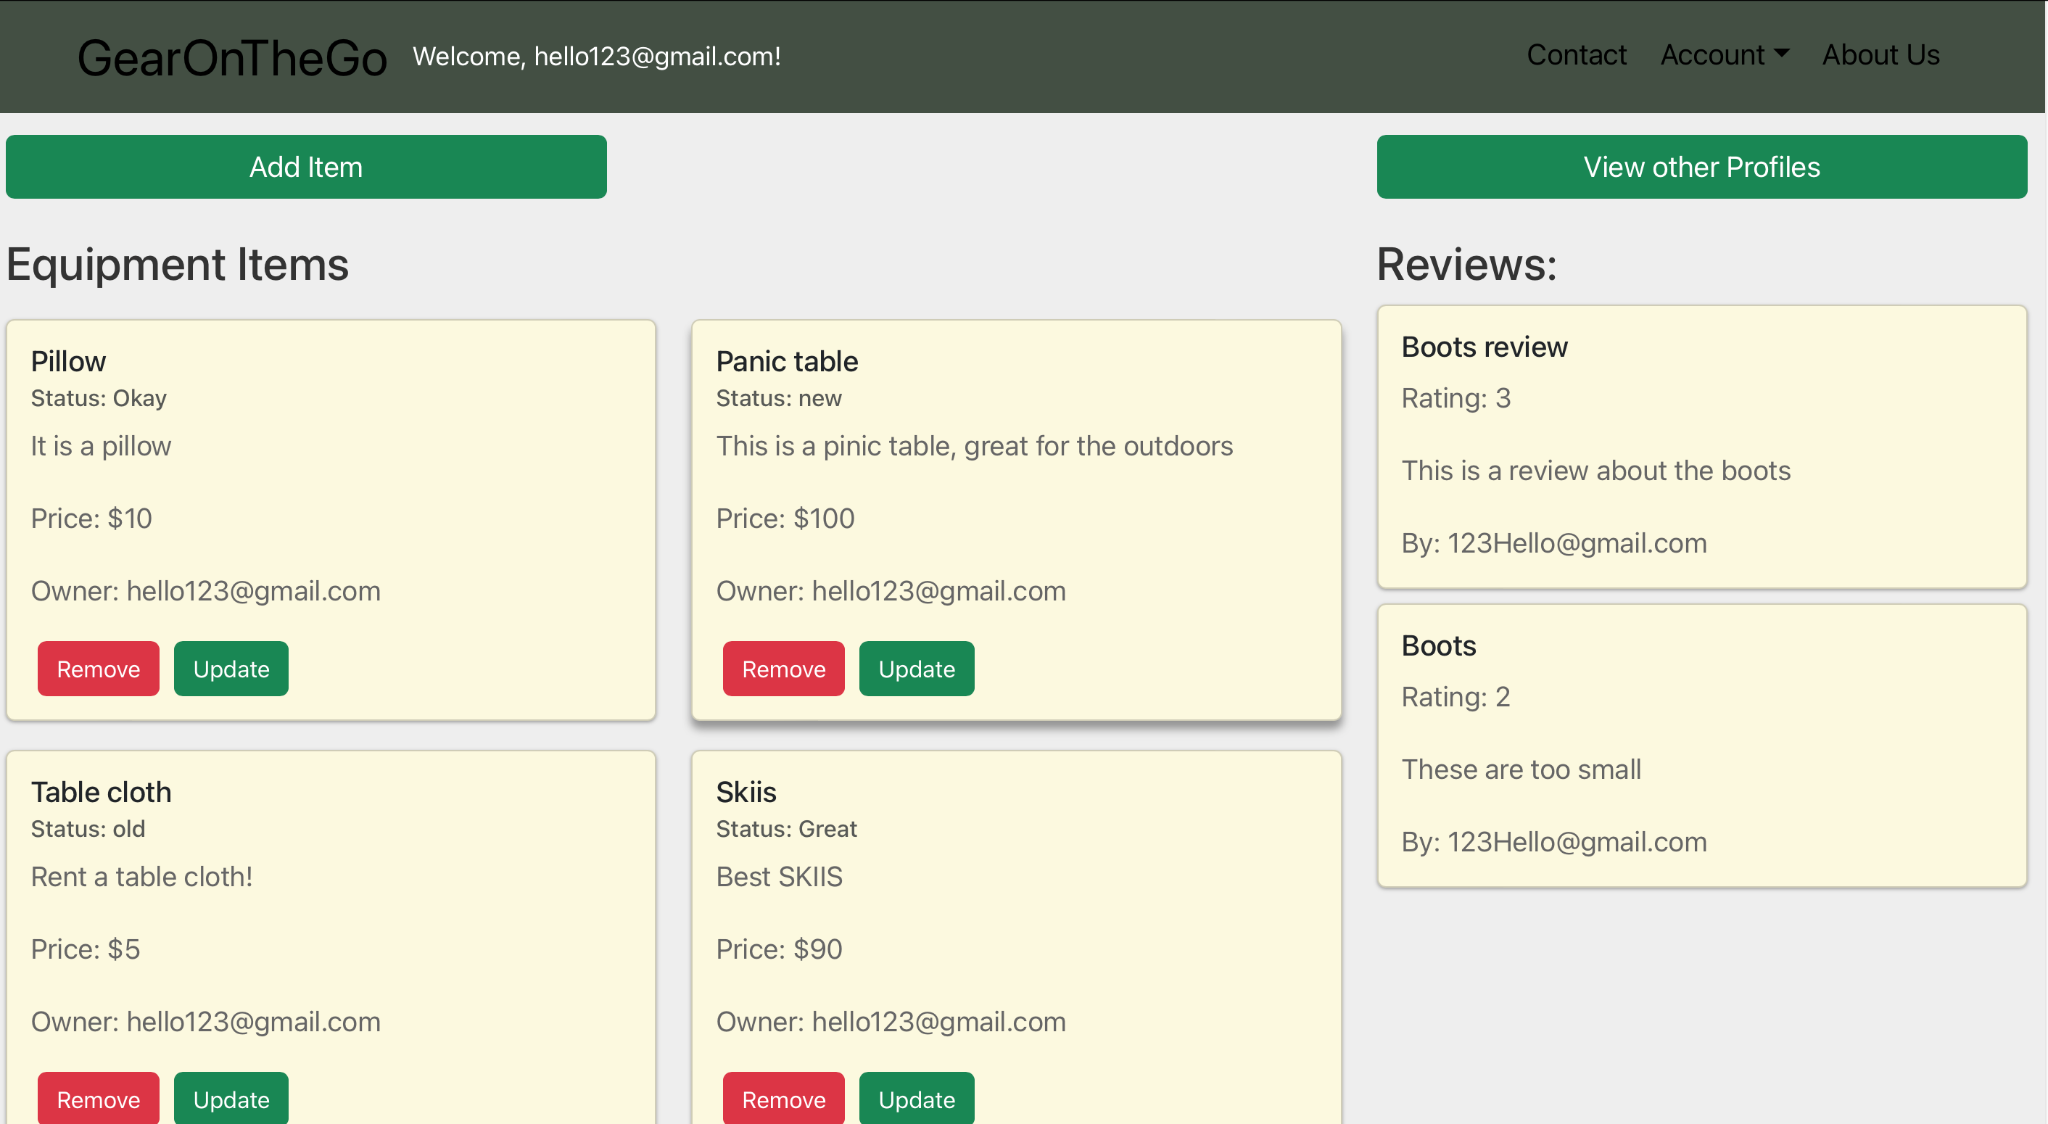 GearOnTheGo Welcome, hello123@gmail.com! Contact Account About Us
Add Item
View other Profiles
Equipment Items
Pillow
Status: Okay
It is a pillow
Price: $10
Owner: hello123@gmail.com
Remove Update
Panic table
Status: new
This is a pinic table, great for the outdoors
Price: $100
Owner: hello123@gmail.com
Remove Update
Table cloth
Status: old
Rent a table cloth!
Price: $5
Owner: hello123@gmail.com
Remove Update
Skiis
Status: Great
Best SKIIS
Price: $90
Owner: hello123@gmail.com
Remove Update
Reviews:
Boots review
Rating: 3
This is a review about the boots
By: 123Hello@gmail.com
Boots
Rating: 2
These are too small
By: 123Hello@gmail.com